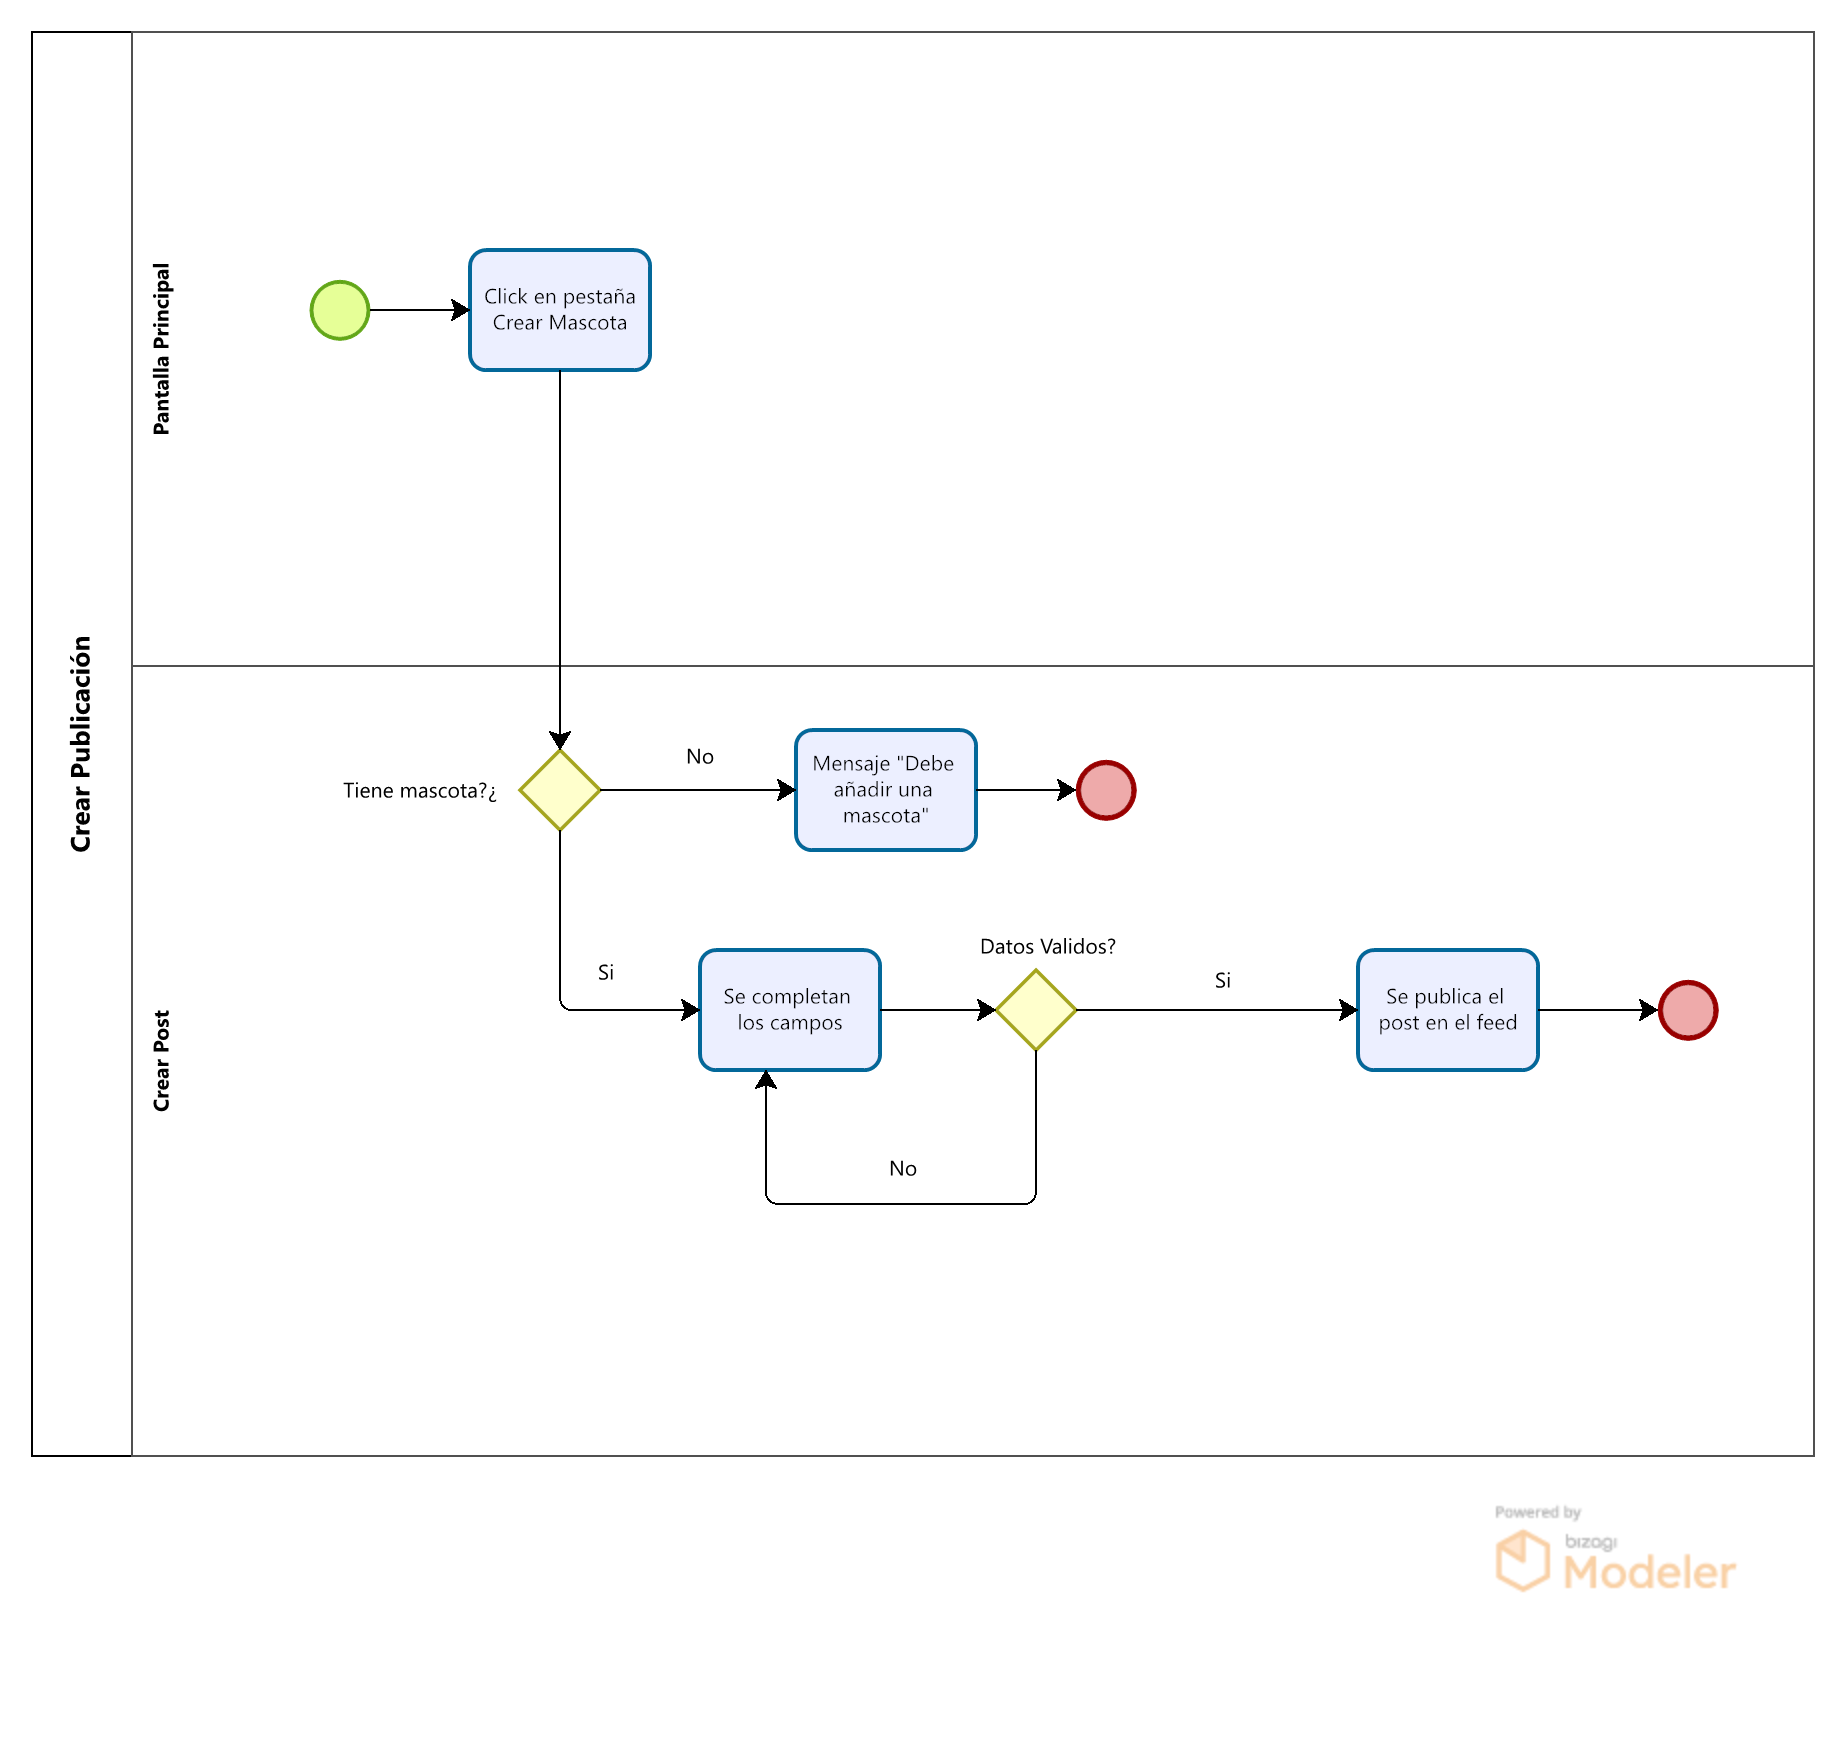 Crear Publicación
Pantalla Principal
Click en pestaña
Crear Mascota
Crear Post
Tiene mascota?¿
No
Mensaje "Debe
añadir una
mascota"
Si
Se completan
los campos
Datos Validos?
Si
Se publica el
post en el feed
No
Powered by
bizagi
Modeler